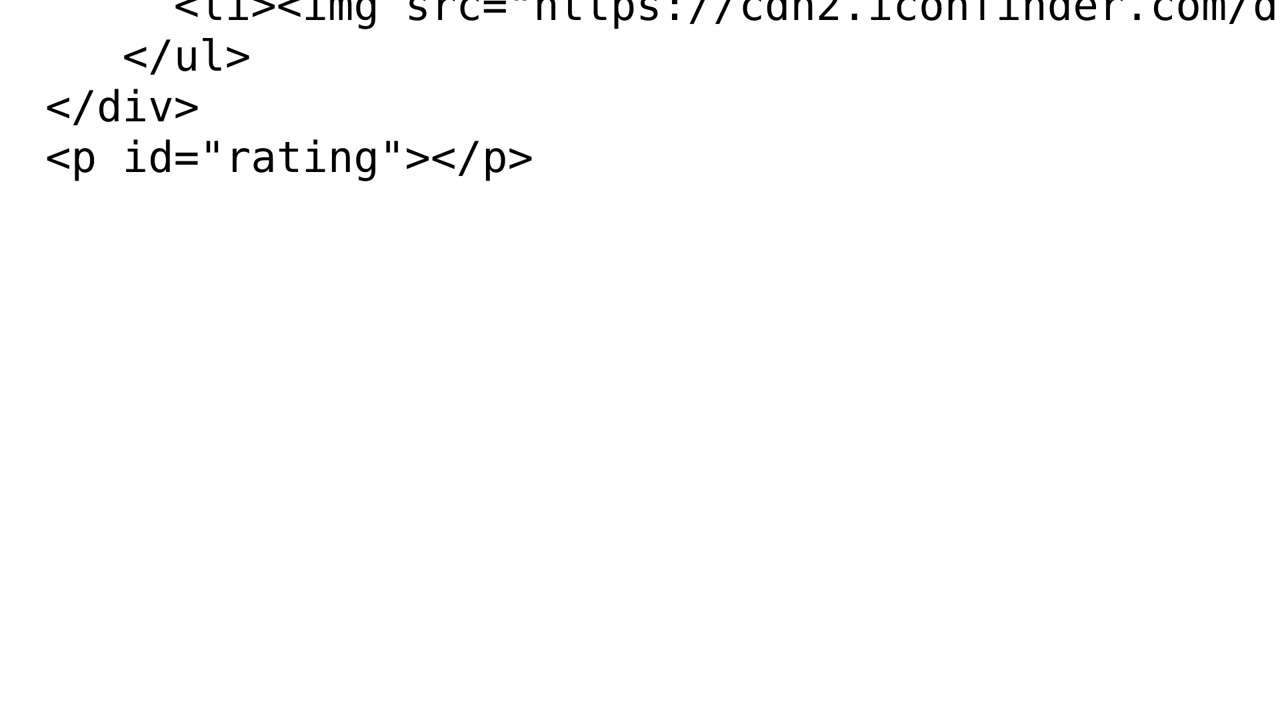 <li><img src="https://cdn2.iconfinder.com/d
</ul>
</div>
<p id="rating"></p>